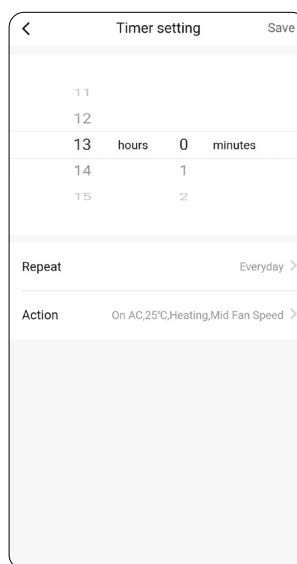 Timer setting Save
11
12
13 hours 0 minutes
14 1
15 2
Repeat Everyday
Action On AC,25℃,Heating,Mid Fan Speed